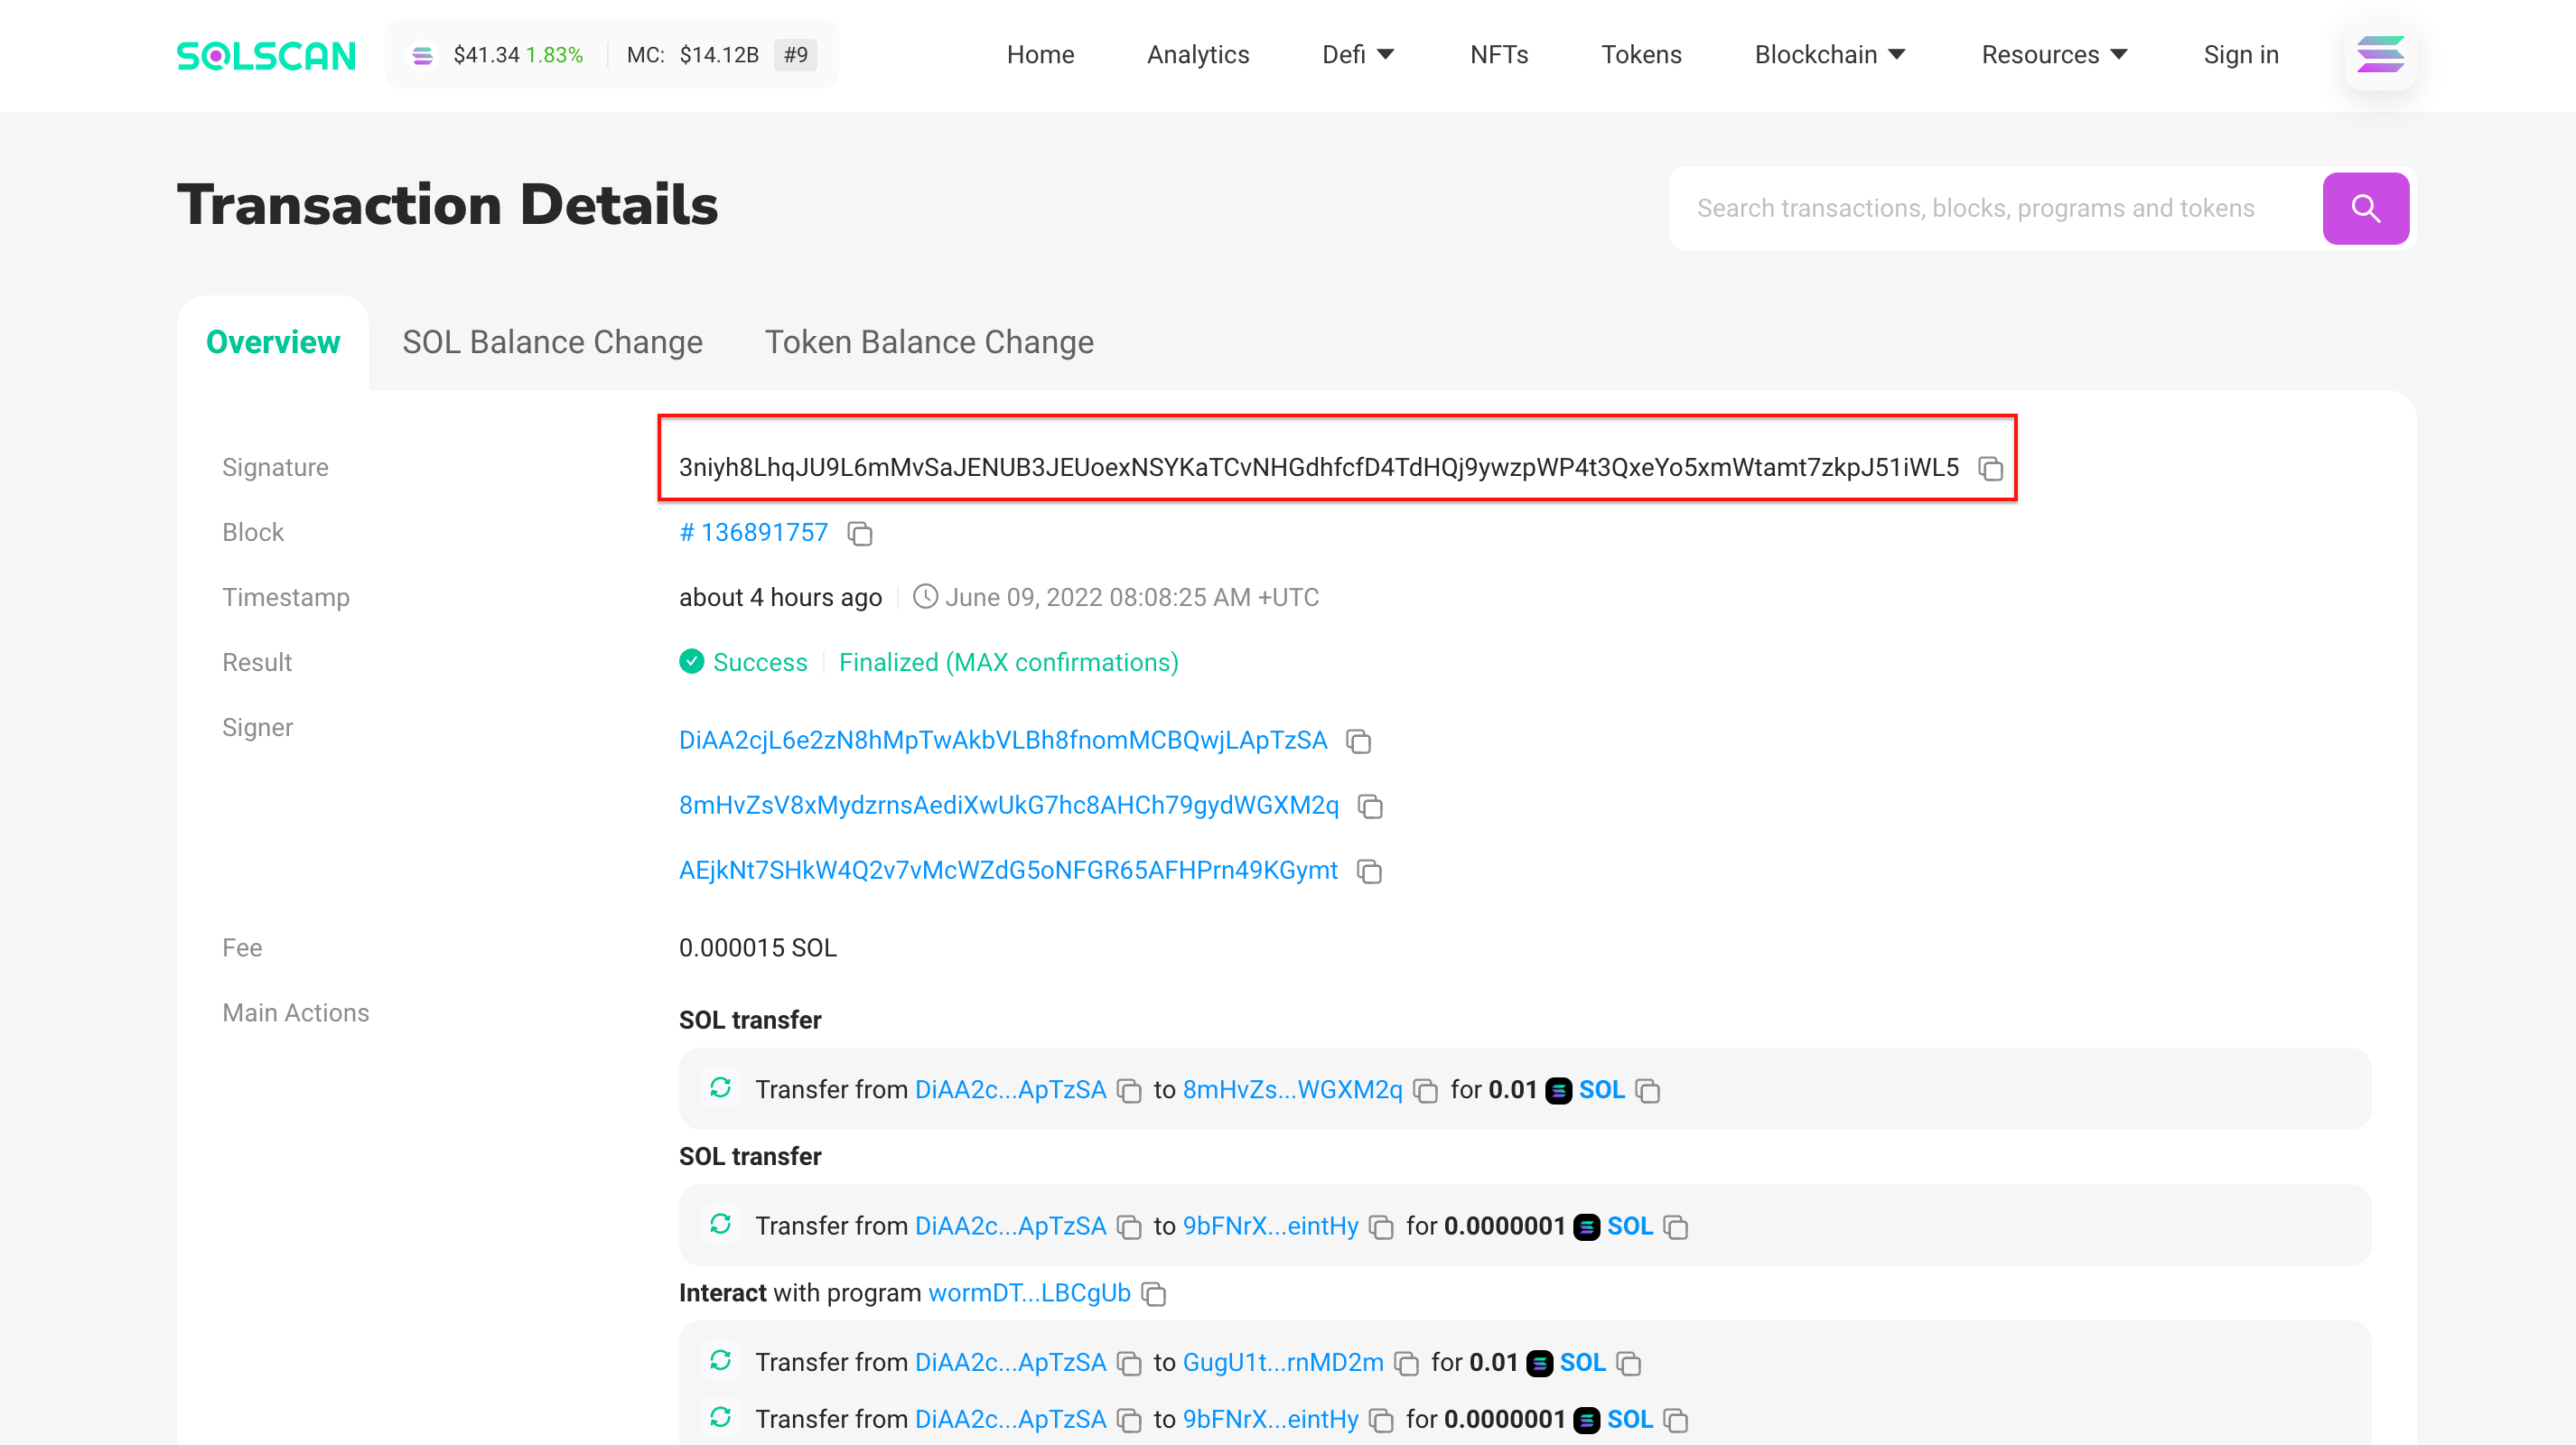 SOLSCAN $41.34 1.83% MC: $14.12B #9 Home Analytics Defi NFTs Tokens Blockchain Resources Sign in
Transaction Details
Search transactions, blocks, programs and tokens
Overview SOL Balance Change Token Balance Change
Signature 3niyh8LhqJU9L6mMvSaJENUB3JEUoexNSYKaTCvNHGdhfcfD4TdHQj9ywzpWP4t3QxeYo5xmWtamt7zkpJ51iWL5
Block # 136891757
Timestamp about 4 hours ago June 09, 2022 08:08:25 AM +UTC
Result Success Finalized (MAX confirmations)
Signer DiAA2cjL6e2zN8hMpTwAkbVLBh8fnomMCBQwjLApTzSA
8mHvZsV8xMydzrnsAediXwUkG7hc8AHCh79gydWGXM2q
AEjkNt7SHkW4Q2v7vMcWZdG5oNFGR65AFHPrn49KGymt
Fee 0.000015 SOL
Main Actions
SOL transfer
Transfer from DiAA2c...ApTzSA to 8mHvZs...WGXM2q for 0.01 SOL
SOL transfer
Transfer from DiAA2c...ApTzSA to 9bFNrX...eintHy for 0.0000001 SOL
Interact with program wormDT...LBCgUb
Transfer from DiAA2c...ApTzSA to GugU1t...rnMD2m for 0.01 SOL
Transfer from DiAA2c...ApTzSA to 9bFNrX...eintHy for 0.0000001 SOL